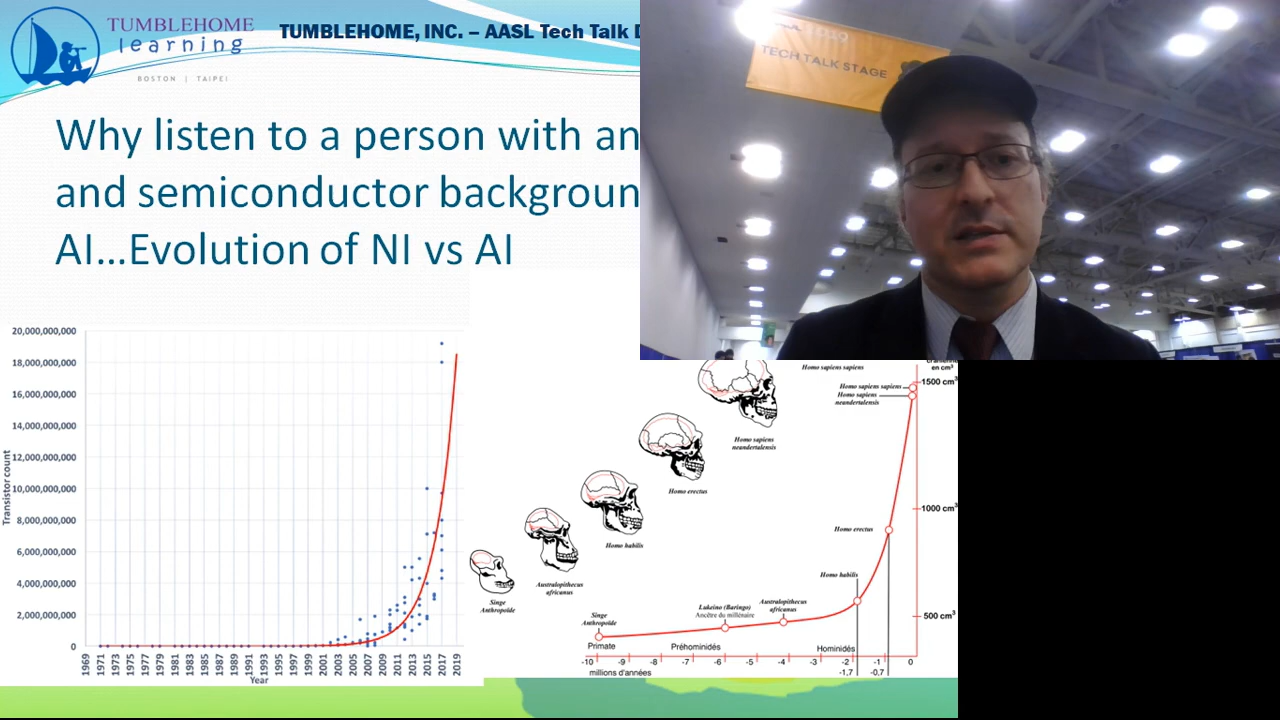 TUMBLEHOME
learning
BOSTON | TAIPEI
TUMBLEHOME, INC. – AASL Tech Talk
TECH TALK STAGE
Why listen to a person with an
and semiconductor
AI...Evolution of NI vs AI
20,000,000,000
18,000,000,000
16,000,000,000
14,000,000,000
12,000,000,000
10,000,000,000
8,000,000,000
6,000,000,000
4,000,000,000
2,000,000,000
0
Transistor count
1969 1971 1973 1975 1977 1979 1981 1983 1985 1987 1989 1991 1993 1995 1997 1999 2001 2003 2005 2007 2009 2011 2013 2015 2017 2019
Year
Homo sapiens sapiens
Homo sapiens
neandertalensis
Homo erectus
Homo habilis
Australopithecus
africanus
Singe
Anthropoïde
en cm³
1500 cm³
Homo sapiens sapiens
Homo sapiens
neandertalensis
1000 cm³
Homo erectus
Homo habilis
500 cm³
Australopithecus
africanus
Lukeino (Baringo)
Ancêtre du millénaire
Singe
Anthropoïde
Primate
Préhominidés
Hominidés
-10 -9 -8 -7 -6 -5 -4 -3 -2 -1 0
-1,7 -0,7
millions d'années